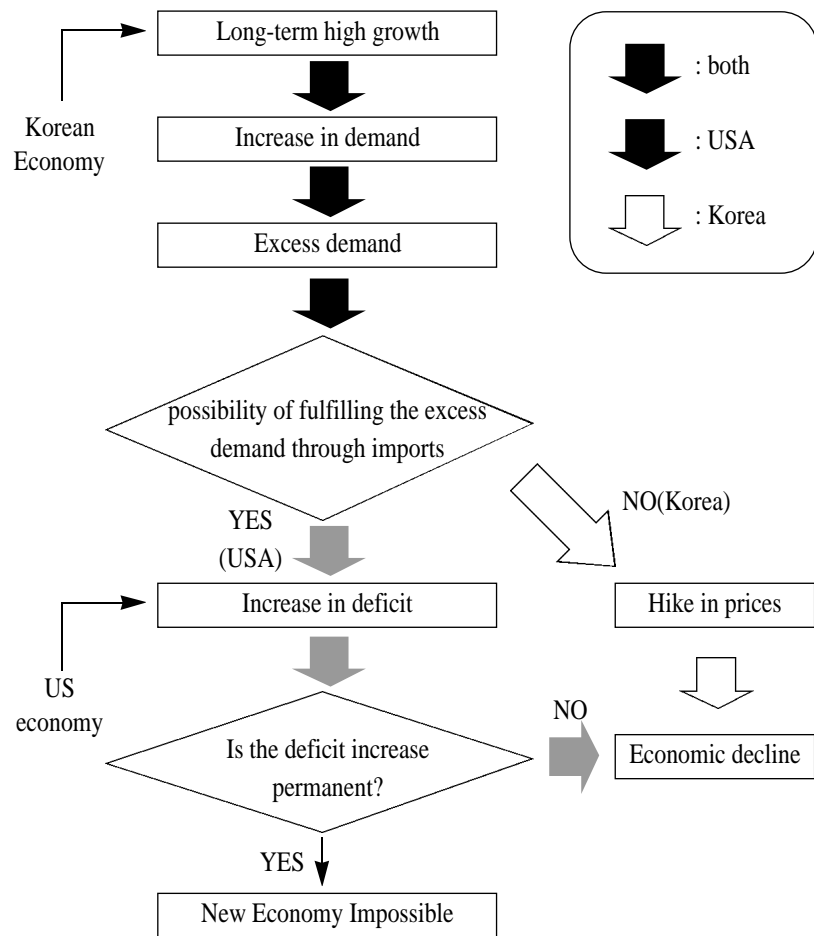 Long-term high growth
: both
Korean
Economy
Increase in demand
: USA
Excess demand
: Korea
possibility of fulfilling the excess
demand through imports
YES
(USA)
NO(Korea)
Increase in deficit
Hike in prices
US
economy
Is the deficit increase
permanent?
NO
Economic decline
YES
New Economy Impossible